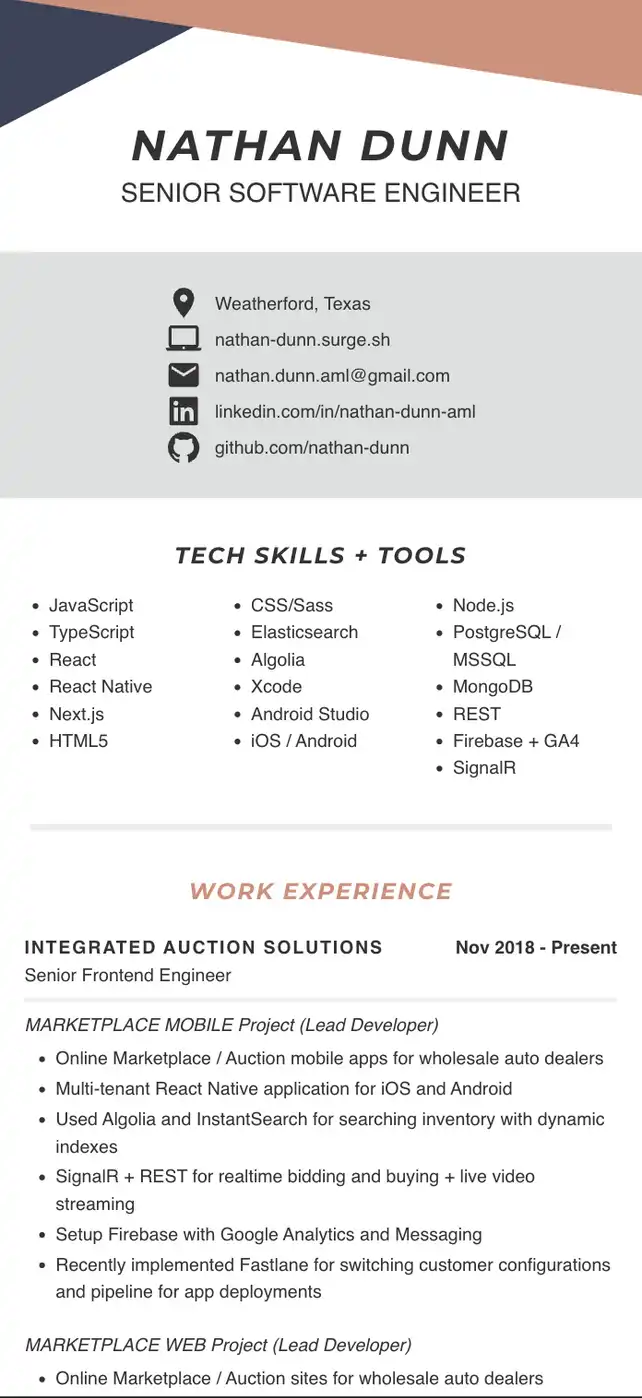 NATHAN DUNN
SENIOR SOFTWARE ENGINEER
Weatherford, Texas
nathan-dunn.surge.sh
nathan.dunn.aml@gmail.com
linkedin.com/in/nathan-dunn-aml
github.com/nathan-dunn
TECH SKILLS + TOOLS
• JavaScript
• TypeScript
• React
• React Native
• Next.js
• HTML5
• CSS/Sass
• Elasticsearch
• Algolia
• Xcode
• Android Studio
• iOS / Android
• Node.js
• PostgreSQL /
MSSQL
• MongoDB
• REST
• Firebase + GA4
• SignalR
WORK EXPERIENCE
INTEGRATED AUCTION SOLUTIONS Nov 2018 - Present
Senior Frontend Engineer
MARKETPLACE MOBILE Project (Lead Developer)
• Online Marketplace / Auction mobile apps for wholesale auto dealers
• Multi-tenant React Native application for iOS and Android
• Used Algolia and InstantSearch for searching inventory with dynamic
indexes
• SignalR + REST for realtime bidding and buying + live video
streaming
• Setup Firebase with Google Analytics and Messaging
• Recently implemented Fastlane for switching customer configurations
and pipeline for app deployments
MARKETPLACE WEB Project (Lead Developer)
• Online Marketplace / Auction sites for wholesale auto dealers